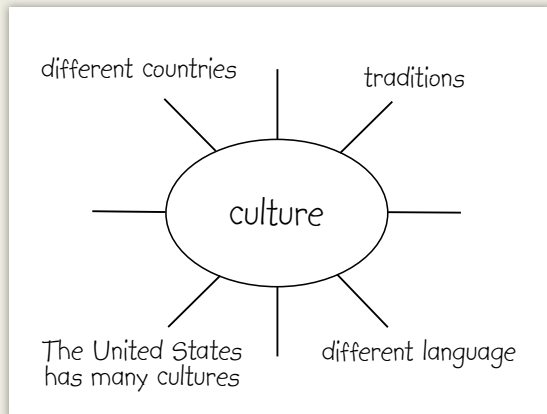 different countries
traditions
culture
The United States
has many cultures
different language